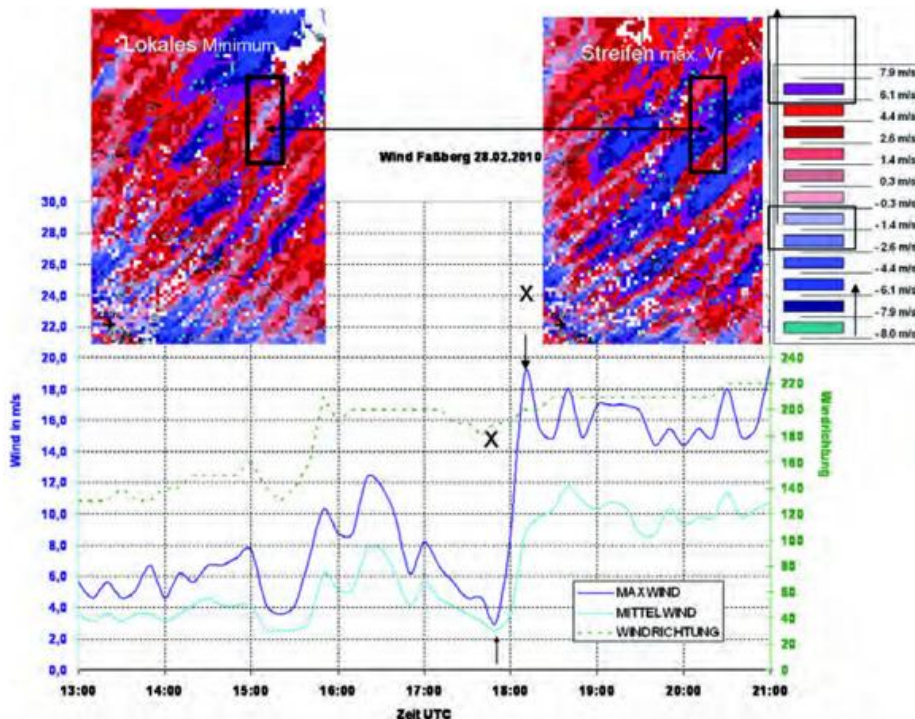 Lokales Minimum
Streifen max. Vr
7.9 m/s
6.1 m/s
4.4 m/s
2.6 m/s
1.4 m/s
0.3 m/s
-0.3 m/s
-1.4 m/s
-2.6 m/s
-4.4 m/s
-6.1 m/s
-7.9 m/s
-8.0 m/s
Wind Faßberg 28.02.2010
Wind in m/s
30,0
28,0
26,0
24,0
22,0
20,0
18,0
16,0
14,0
12,0
10,0
8,0
6,0
4,0
2,0
0,0
X
X
240
220
200
180
160
140
120
100
80
60
40
20
0
Windrichtung
MAXWIND
MITTELWIND
WINDRICHTUNG
13:00 14:00 15:00 16:00 17:00 18:00 19:00 20:00 21:00
Zeit UTC